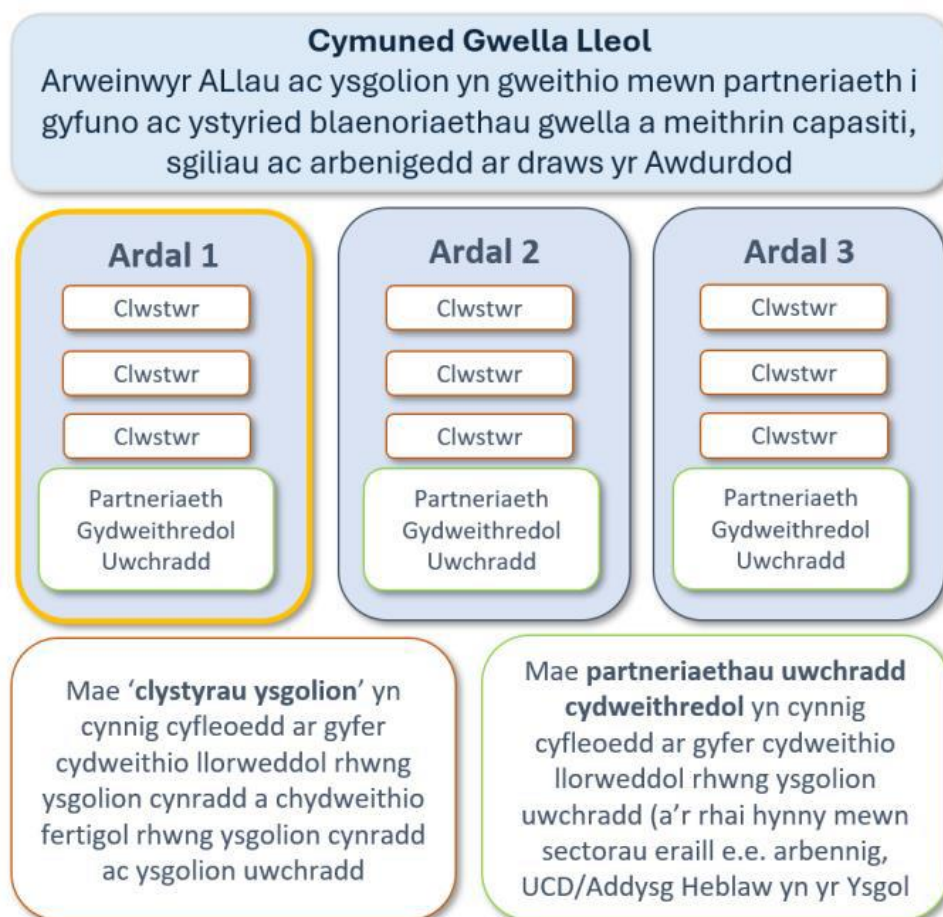 Cymuned Gwella Lleol
Arweinwyr ALlau ac ysgolion yn gweithio mewn partneriaeth i
gyfuno ac ystyried blaenoriaethau gwella a meithrin capasiti,
sgiliau ac arbenigedd ar draws yr Awdurdod
Ardal 1
Clwstwr
Clwstwr
Clwstwr
Partneriaeth
Gydweithredol
Uwchradd
Ardal 2
Clwstwr
Clwstwr
Clwstwr
Partneriaeth
Gydweithredol
Uwchradd
Ardal 3
Clwstwr
Clwstwr
Clwstwr
Partneriaeth
Gydweithredol
Uwchradd
Mae ‘clystyrau ysgolion’ yn
cynnig cyfleoedd ar gyfer
cydweithio llorweddol rhwng
ysgolion cynradd a chydweithio
fertigol rhwng ysgolion cynradd
ac ysgolion uwchradd
Mae partneriaethau uwchradd
cydweithredol yn cynnig
cyfleoedd ar gyfer cydweithio
llorweddol rhwng ysgolion
uwchradd (a’r rhai hynny mewn
sectorau eraill e.e. arbennig,
UCD/Addysg Heblaw yn yr Ysgol